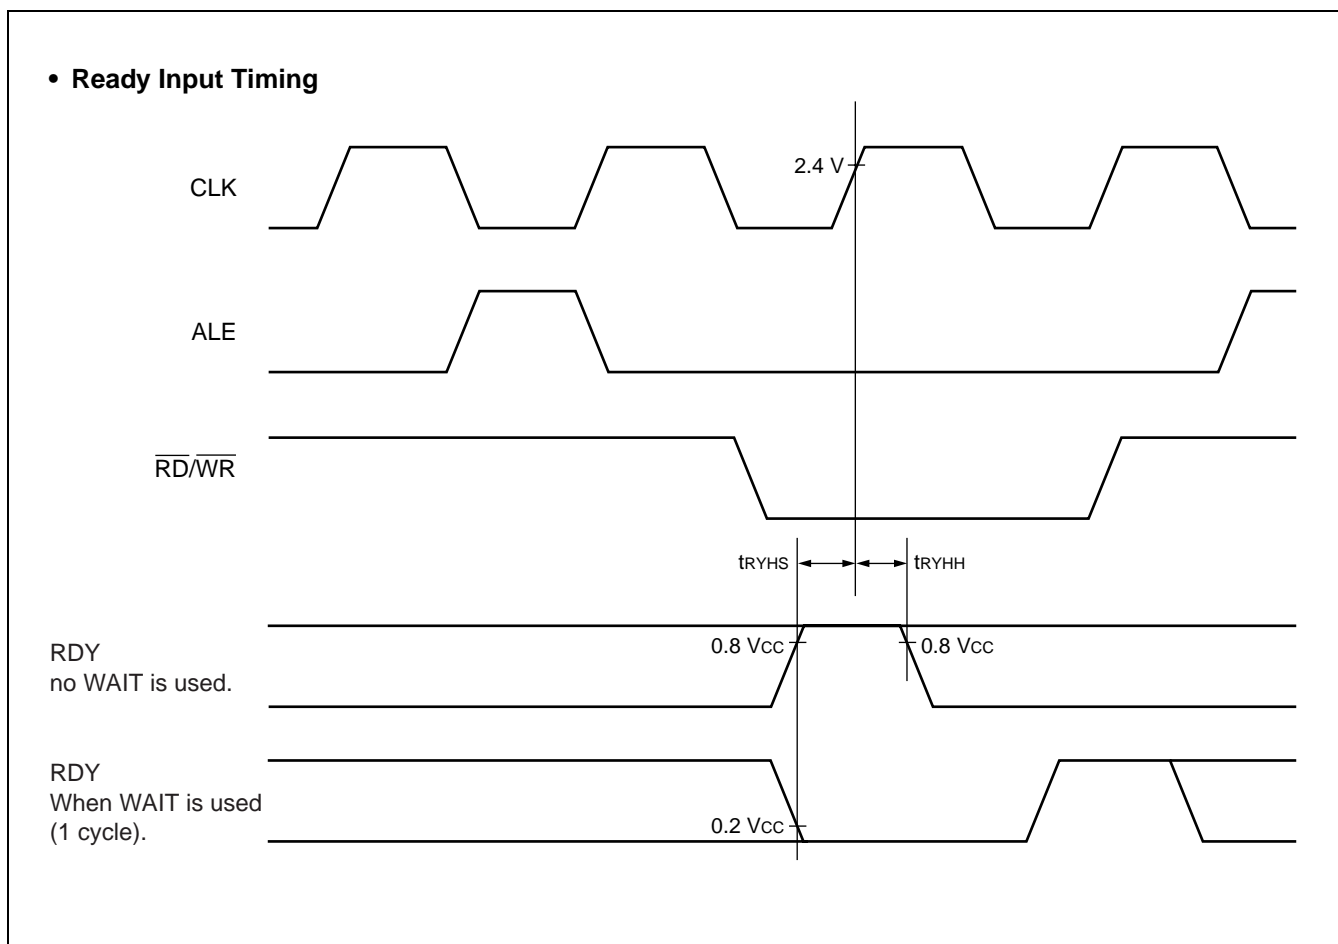 • Ready Input Timing
CLK
2.4 V
ALE
RD/WR
tRYHS
tRYHH
RDY
no WAIT is used.
0.8 VCC
0.8 VCC
RDY
When WAIT is used
(1 cycle).
0.2 VCC